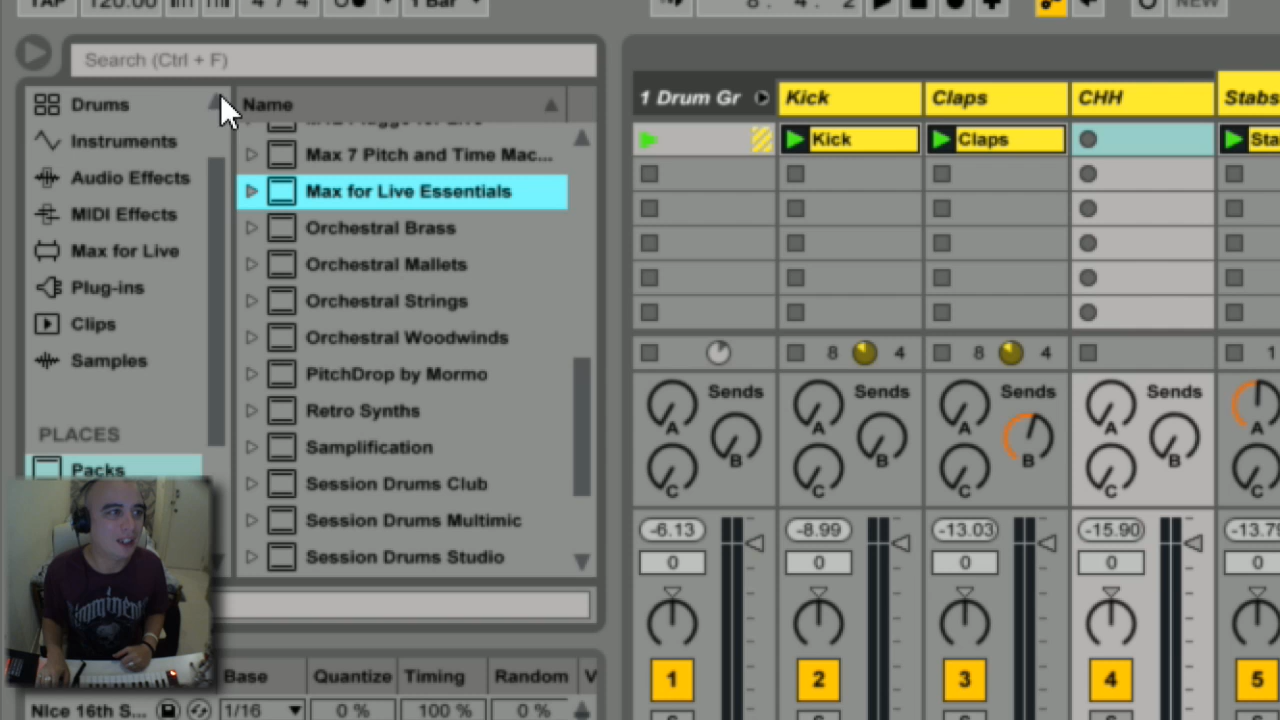 TAP 120.00 4 / 4 1 Bar 8. 4. 2 NEW
Search (Ctrl + F)
Drums
Instruments
Audio Effects
MIDI Effects
Max for Live
Plug-ins
Clips
Samples
PLACES
Packs
Name
Max 7 Pitch and Time Mac...
Max for Live Essentials
Orchestral Brass
Orchestral Mallets
Orchestral Strings
Orchestral Woodwinds
PitchDrop by Mormo
Retro Synths
Samplification
Session Drums Club
Session Drums Multimic
Session Drums Studio
1 Drum Gr Kick Claps CHH Stabs
Kick Claps Sta
8 4 8 4 1
Sends Sends Sends Sends
A A A A A
B B B B
C C C C C
-6.13 -8.99 -13.03 -15.90 -13.79
0 0 0 0 0
1 2 3 4 5
S S S S S
Base Quantize Timing Random V
Nice 16th S... 1/16 0 % 100 % 0 %